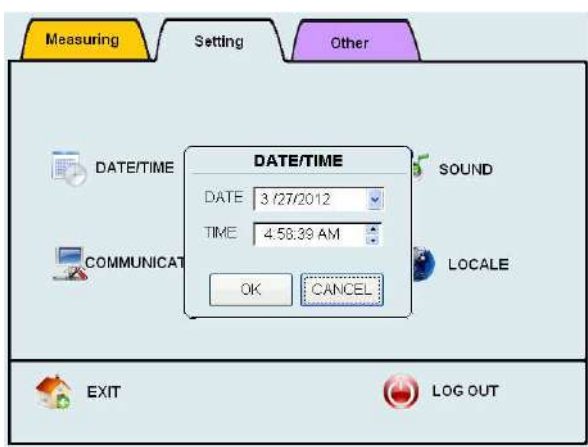 Measuring
Setting
Other
DATE/TIME
SOUND
DATE/TIME
DATE 3 /27/2012
TIME 4:58:39 AM
COMMUNICAT
LOCALE
OK
CANCEL
EXIT
LOG OUT